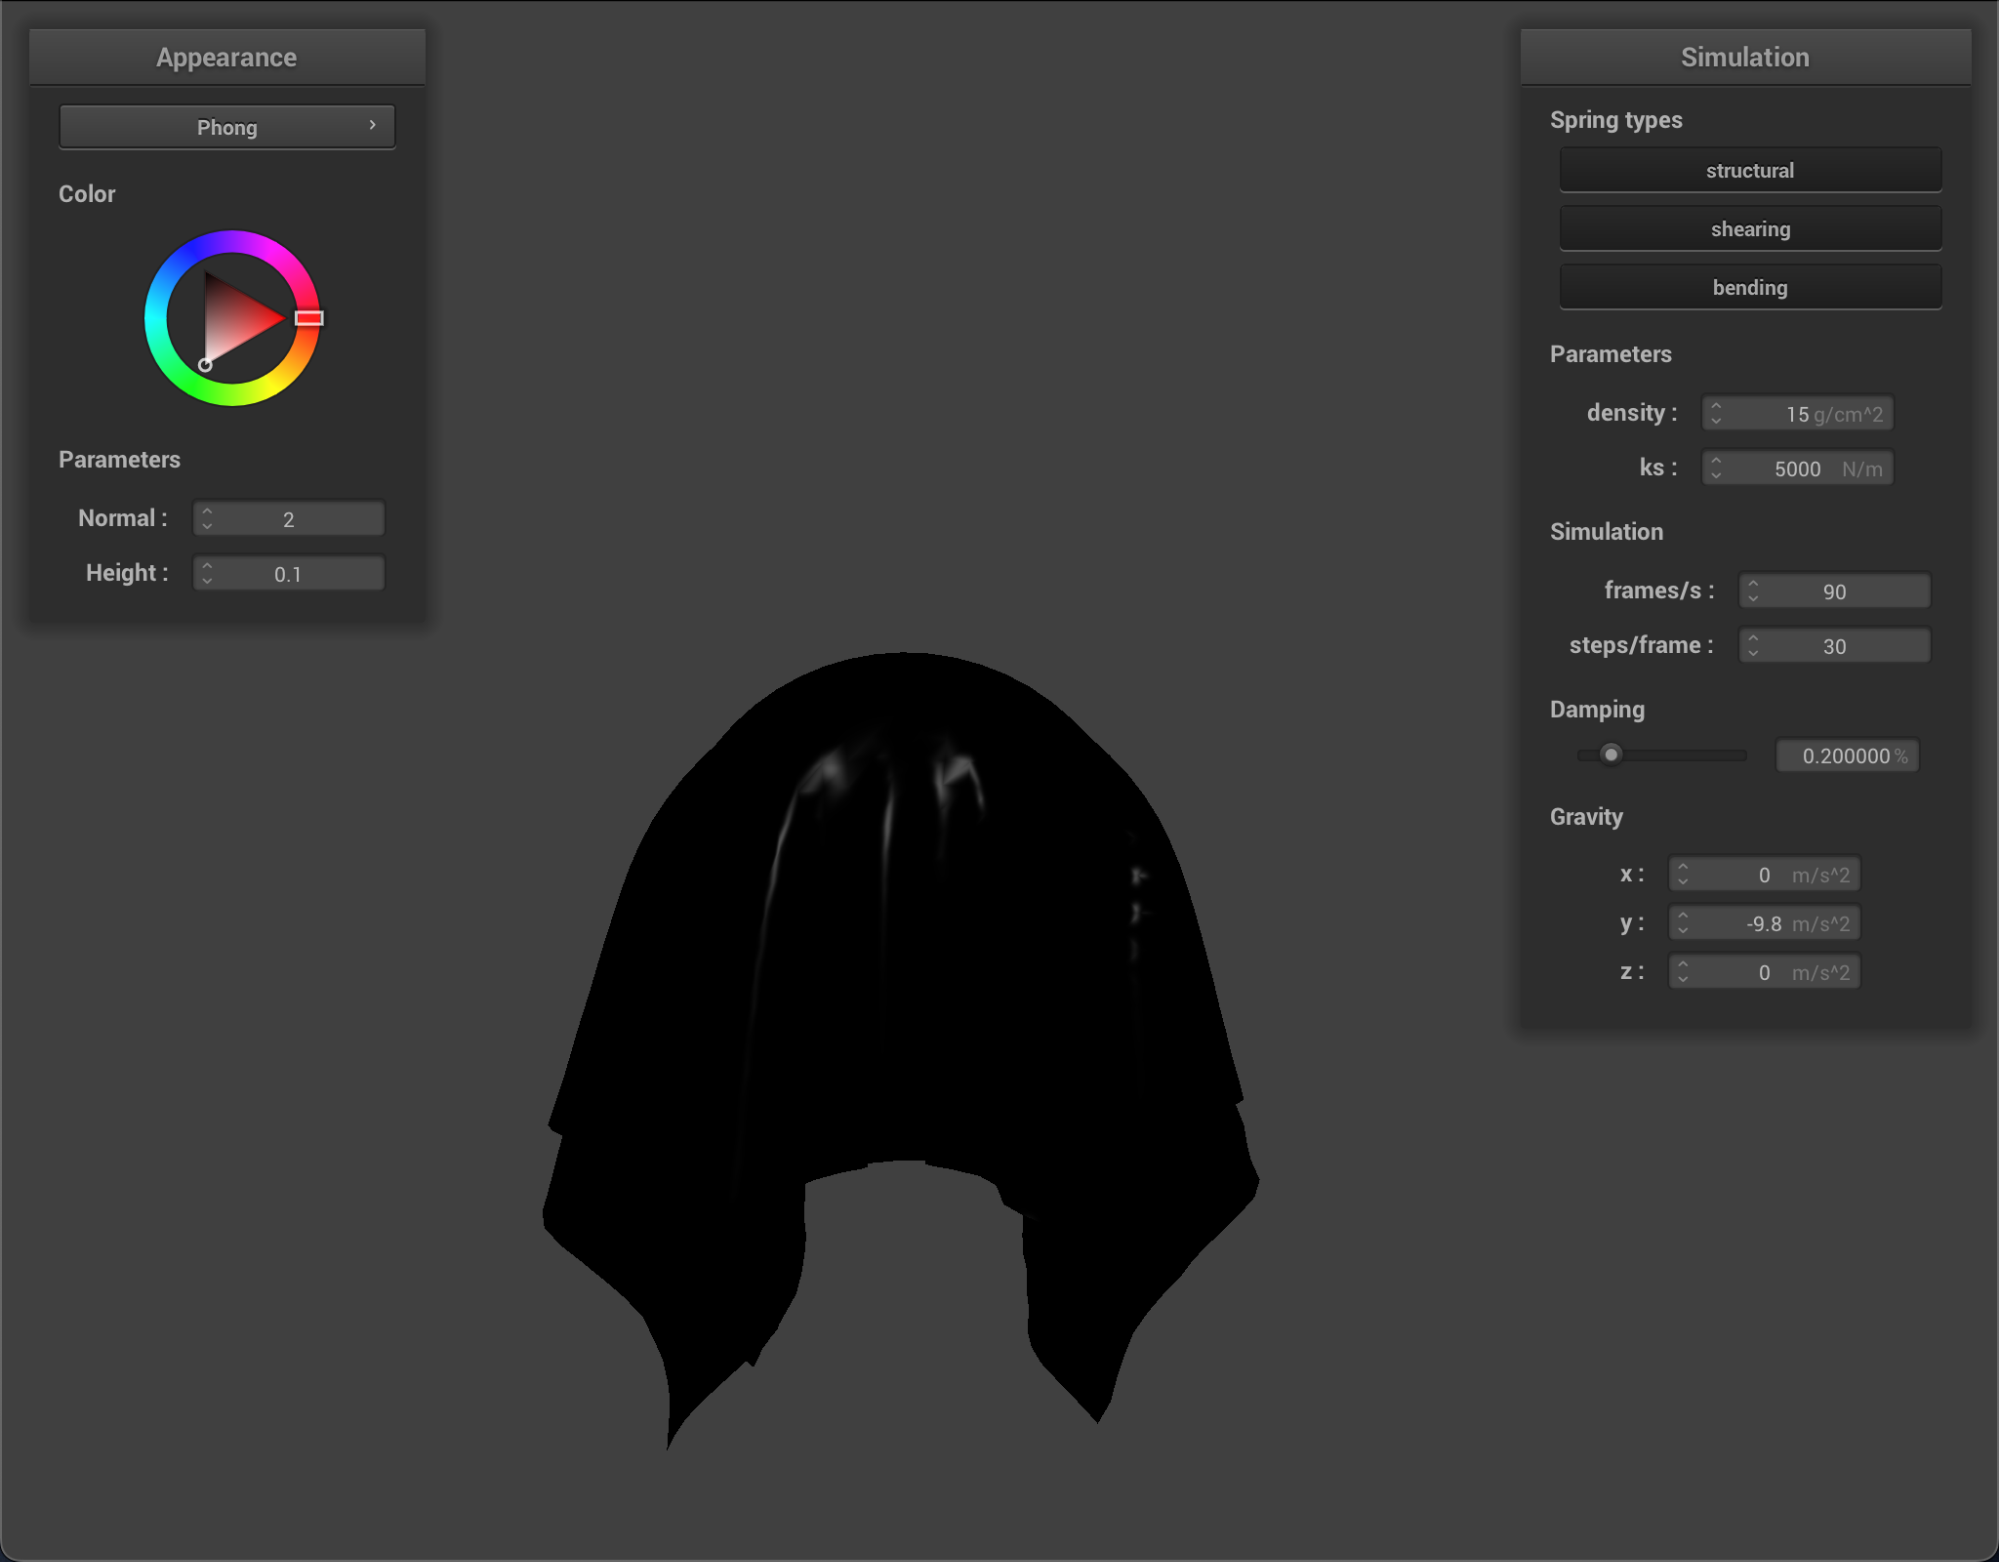 Appearance
Phong
Color
Parameters
Normal : 2
Height : 0.1
Simulation
Spring types
structural
shearing
bending
Parameters
density : 15 g/cm^2
ks : 5000 N/m
Simulation
frames/s : 90
steps/frame : 30
Damping
0.200000 %
Gravity
x : 0 m/s^2
y : -9.8 m/s^2
z : 0 m/s^2